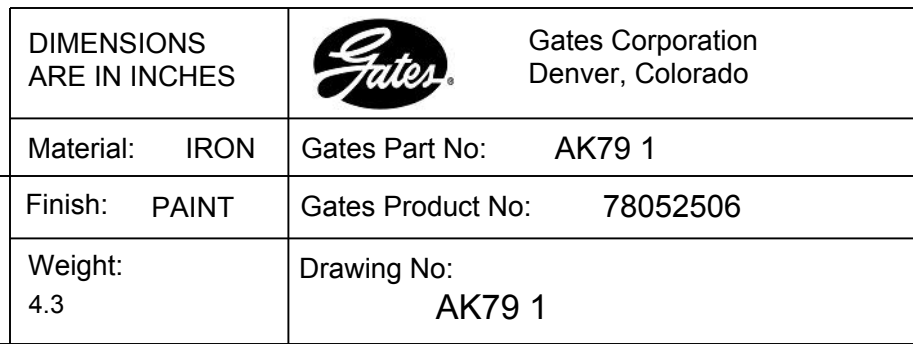 DIMENSIONS
ARE IN INCHES
Gates®
Gates Corporation
Denver, Colorado
Material: IRON
Gates Part No: AK79 1
Finish: PAINT
Gates Product No: 78052506
Weight:
4.3
Drawing No:
AK79 1